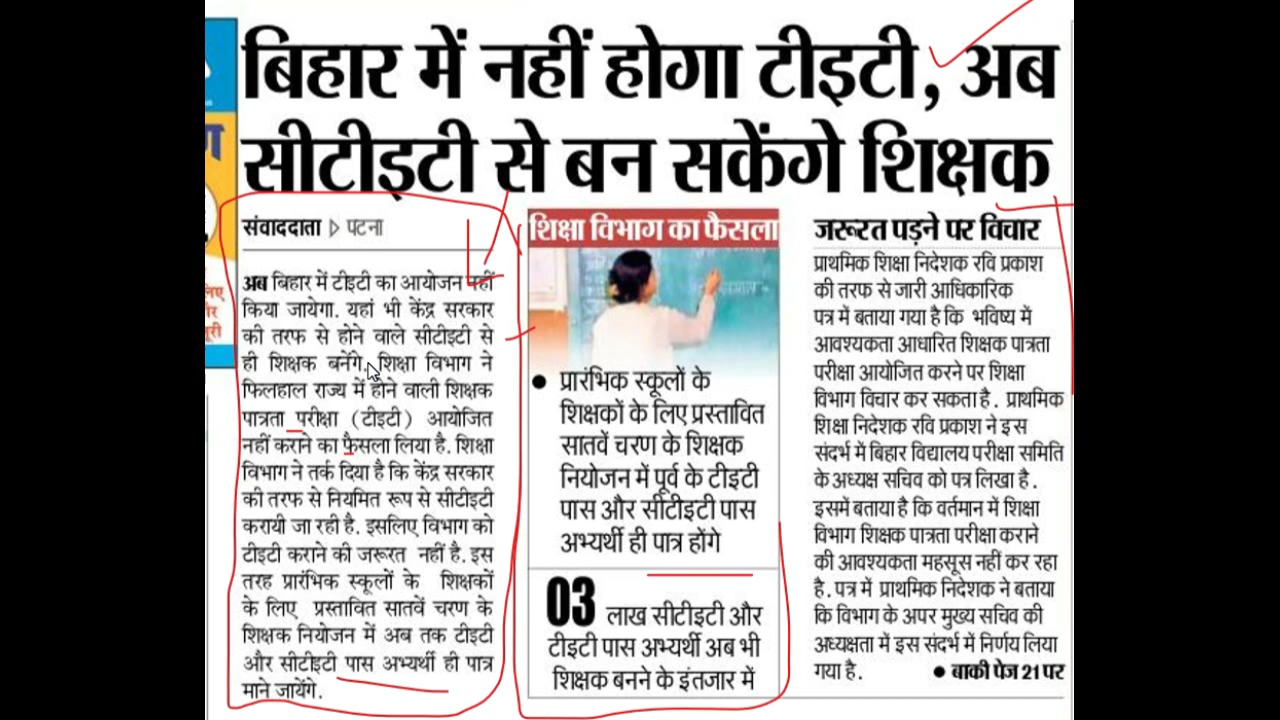 बिहार में नहीं होगा टीइटी, अब
सीटीइटी से बन सकेंगे शिक्षक
संवाददाता ▷ पटना
अब बिहार में टीइटी का आयोजन नहीं
किया जायेगा. यहां भी केंद्र सरकार
की तरफ से होने वाले सीटीइटी से
ही शिक्षक बनेंगे. शिक्षा विभाग ने
फिलहाल राज्य में होने वाली शिक्षक
पात्रता परीक्षा (टीइटी) आयोजित
नहीं कराने का फैसला लिया है. शिक्षा
विभाग ने तर्क दिया है कि केंद्र सरकार
की तरफ से नियमित रूप से सीटीइटी
करायी जा रही है. इसलिए विभाग को
टीइटी कराने की जरूरत नहीं है. इस
तरह प्रारंभिक स्कूलों के शिक्षकों
के लिए प्रस्तावित सातवें चरण के
शिक्षक नियोजन में अब तक टीइटी
और सीटीइटी पास अभ्यर्थी ही पात्र
माने जायेंगे.
शिक्षा विभाग का फैसला
● प्रारंभिक स्कूलों के
शिक्षकों के लिए प्रस्तावित
सातवें चरण के शिक्षक
नियोजन में पूर्व के टीइटी
पास और सीटीइटी पास
अभ्यर्थी ही पात्र होंगे
03 लाख सीटीइटी और
टीइटी पास अभ्यर्थी अब भी
शिक्षक बनने के इंतजार में
जरूरत पड़ने पर विचार
प्राथमिक शिक्षा निदेशक रवि प्रकाश
की तरफ से जारी आधिकारिक
पत्र में बताया गया है कि भविष्य में
आवश्यकता आधारित शिक्षक पात्रता
परीक्षा आयोजित करने पर शिक्षा
विभाग विचार कर सकता है. प्राथमिक
शिक्षा निदेशक रवि प्रकाश ने इस
संदर्भ में बिहार विद्यालय परीक्षा समिति
के अध्यक्ष सचिव को पत्र लिखा है.
इसमें बताया है कि वर्तमान में शिक्षा
विभाग शिक्षक पात्रता परीक्षा कराने
की आवश्यकता महसूस नहीं कर रहा
है. पत्र में प्राथमिक निदेशक ने बताया
कि विभाग के अपर मुख्य सचिव की
अध्यक्षता में इस संदर्भ में निर्णय लिया
गया है. ● बाकी पेज 21 पर